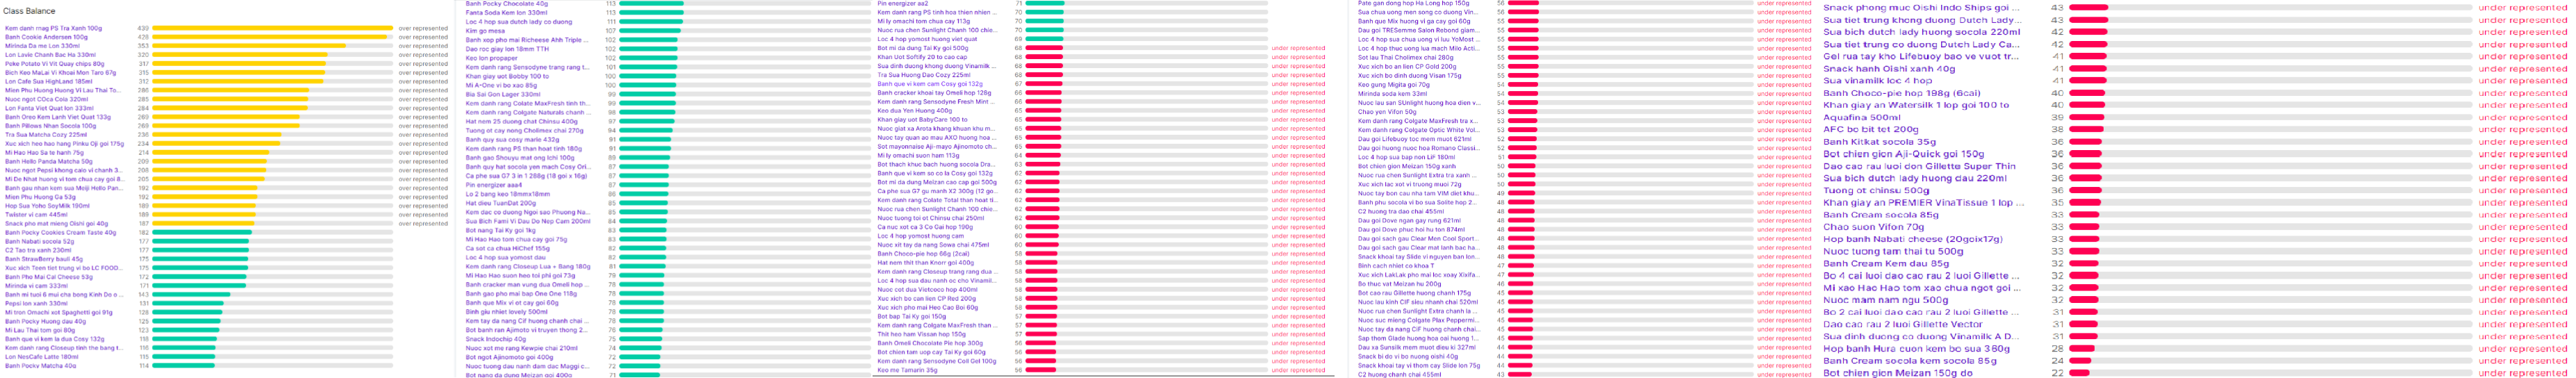 Class Balance
Kem danh rnag PS Tra Xanh 100g 430 over represented
Banh Cookie Andersen 100g 428 over represented
Mirinda Da me Lon 330ml 353 over represented
Lon Levie Chanh Bac Ha 330ml 320 over represented
Poke Potato Vi Vit Quay chips 80g 317 over represented
Bich Keo MaLai Vi Khoai Mon Taro 67g 315 over represented
Lon Cafe Sua HighLand 185ml 312 over represented
Mien Phu Huong Huong Vi Lau Thai To... 286 over represented
Nuoc ngot COca Cola 320ml 285 over represented
Lon Fanta Viet Quat lon 333ml 284 over represented
Banh Oreo Kem Lanh Viet Quat 133g 269 over represented
Banh Pillows Nhan Socola 100g 269 over represented
Tra Sua Matcha Cozy 225ml 236 over represented
Xuc xich heo hac hang Pinku Oji goi 175g 234 over represented
Mi Hao Hao Sa te hanh 75g 214 over represented
Banh Hello Panda Matcha 50g 209 over represented
Nuoc ngot Pepsi khong calo vi chanh 3... 208 over represented
Mi De Nhat huong vi tom chua cay goi 8... 205 over represented
Banh gau nhan kem sua Meiji Hello Pan... 192 over represented
Mien Phu Huong Ga 53g 192 over represented
Hop Sua Yoho SoyMilk 190ml 189 over represented
Twister vi cam 445ml 189 over represented
Snack pho mat mieng Oishi goi 40g 187 over represented
Banh Pocky Cookies Cream Taste 40g 182
Banh Nabati socola 52g 177
C2 Tao tra xanh 230ml 177
Banh StrawBerry bauli 45g 175
Xuc xich Teen tiet trung vi bo LC FOOD... 175
Banh Pho Mai Cal Cheese 53g 172
Mirinda vi cam 333ml 171
Banh mi tuoi 6 mui cha bong Kinh Do o ... 143
Pepsi lon xanh 330ml 131
Mi tron Omachi xot Spaghetti goi 91g 128
Banh Pocky Huong dau 40g 125
Mi Lau Thai tom goi 80g 123
Banh que vi kem la dua Cosy 132g 118
Kem danh rang Closeup tinh the bang t... 116
Lon NesCafe Latte 180ml 115
Banh Pocky Matcha 40g 114
Banh Pocky Chocolate 40g 113
Fanta Soda Kem lon 330ml 113
Loc 4 hop sua dutch lady co duong 111
Kim go mesa 107
Banh xop pho mai Richeese Ahh Triple ... 102
Dao roc giay lon 18mm TTH 102
Keo lon propaper 102
Kem danh rang Sensodyne trang rang t... 101
Khan giay uot Bobby 100 to 100
Mi A-One vi bo xao 85g 100
Bia Sai Gon Lager 330ml 99
Kem danh rang Colate MaxFresh tinh th... 99
Kem danh rang Colgate Naturals chanh ... 98
Hat nem 25 duong chat Chinsu 400g 97
Tuong ot cay nong Cholimex chai 270g 94
Banh quy sua cosy marie 432g 91
Kem danh rang PS than hoat tinh 180g 91
Banh gao Shouyu mat ong Ichi 100g 89
Banh quy hat socola yen mach Cosy Ori... 87
Ca phe sua G7 3 in 1 288g (18 goi x 16g) 87
Pin energizer aaa4 87
Lo 2 bang keo 18mmx18mm 86
Hat dieu TuanDat 200g 85
Kem dac co duong Ngoi sao Phuong Na... 85
Sua Bich Fami Vi Dau Do Nep Cam 200ml 84
Bot nang Tai Ky goi 1kg 83
Mi Hao Hao tom chua cay goi 75g 83
Ca sot ca chua HiChef 155g 82
Loc 4 hop sua yomost dau 82
Kem danh rang Closeup Lua + Bang 180g 81
Mi Hao Hao suon heo toi phi goi 73g 79
Banh cracker man vung dua Omeli hop ... 78
Banh gao pho mai bap One One 118g 78
Banh que Mix vi et cay goi 60g 78
Binh giu nhiet lovely 500ml 78
Kem tay da nang Cif huong chanh chai ... 78
Bot banh ran Ajimoto vi truyen thong 2... 76
Snack Indochip 40g 75
Nuoc xot me rang Kewpie chai 210ml 74
Bot ngot Ajinomoto goi 400g 72
Nuoc tuong dau nanh dam dac Maggi c... 72
Bot nang da dung Meizan goi 400g 71
Pin energizer aa2 71
Kem danh rang PS tinh hoa thien nhien ... 70
Mi ly omachi tom chua cay 113g 70
Nuoc rua chen Sunlight Chanh 100 chie... 70
Loc 4 hop yomost huong viet quat 69
Bot mi da dung Tai Ky goi 500g 68 under represented
Khan Uot Softify 20 to cao cap 68 under represented
Sua dinh duong khong duong Vinamilk ... 68 under represented
Tra Sua Huong Dao Cozy 225ml 68 under represented
Banh que vi kem cam Cosy goi 132g 67 under represented
Banh cracker khoai tay Omeli hop 128g 66 under represented
Kem danh rang Sensodyne Fresh Mint ... 66 under represented
Keo dua Yen Huong 400g 65 under represented
Khan giay uot BabyCare 100 to 65 under represented
Nuoc giat xa Arota khang khuan khu m... 65 under represented
Nuoc tay quan ao mau AXO huong hoa ... 65 under represented
Sot mayonnaise Aji-mayo Ajinomoto ch... 65 under represented
Mi ly omachi suon ham 113g 64 under represented
Bot thach khuc bach huong socola Dra... 63 under represented
Banh que vi kem so co la Cosy goi 132g 62 under represented
Bot mi da dung Meizan cao cap goi 500g 62 under represented
Ca phe sua G7 gu manh X2 300g (12 go... 62 under represented
Kem danh rang Colate Total than hoat ti... 62 under represented
Nuoc rua chen Sunlight Chanh 100 chie... 62 under represented
Nuoc tuong toi ot Chinsu chai 250ml 62 under represented
Ca nuc xot ca 3 Co Gai hop 190g 60 under represented
Loc 4 hop yomost huong cam 60 under represented
Nuoc xit tay da nang Sowa chai 475ml 60 under represented
Banh Choco-pie hop 66g (2cai) 58 under represented
Hat nem thit than Knorr goi 400g 58 under represented
Kem danh rang Closeup trang rang dua ... 58 under represented
Loc 4 hop sua dau nanh oc cho Vinamil... 58 under represented
Nuoc cot dua Vietcoco hop 400ml 58 under represented
Xuc xich bo can lien CP Red 200g 58 under represented
Xuc xich pho mai Heo Cao Boi 60g 58 under represented
Bot bap Tai Ky goi 150g 57 under represented
Kem danh rang Colgate MaxFresh than ... 57 under represented
Thit heo ham Vissan hop 150g 57 under represented
Banh Omeli Chocolate Pie hop 300g 56 under represented
Bot chien tam uop cay Tai Ky goi 60g 56 under represented
Kem danh rang Sensodyne Coll Gel 100g 56 under represented
Keo me Tamarin 35g 56 under represented
Pate gan dong hop Ha Long hop 150g 56 under represented
Sua chua vong men song co duong Vin... 56 under represented
Banh que Mix huong vi ga cay goi 60g 55 under represented
Dau goi TRESemme Salon Rebond giam... 55 under represented
Loc 4 hop sua chua uong vi luu YoMost ... 55 under represented
Loc 4 hop thuc uong lua mach Milo Acti... 55 under represented
Sot lau Thai Cholimex chai 280g 55 under represented
Xuc xich bo an lien CP Gold 200g 55 under represented
Xuc xich bo dinh duong Visan 175g 55 under represented
Keo gung Migita goi 70g 54 under represented
Mirinda soda kem 33ml 54 under represented
Nuoc lau san SUnlight huong hoa dien v... 54 under represented
Chao yen Vifon 50g 53 under represented
Kem danh rang Colgate MaxFresh tra x... 53 under represented
Kem danh rang Colgate Optic White Vol... 53 under represented
Dau goi Lifebuoy toc mem muot 621ml 52 under represented
Dau goi huong nuoc hoa Romano Classi... 52 under represented
Loc 4 hop sua bap non LiF 180ml 51 under represented
Bot chien gion Meizan 150g xanh 50 under represented
Nuoc rua chen Sunlight Extra tra xanh ... 50 under represented
Xuc xich lac xot vi truong muoi 72g 50 under represented
Nuoc tay bon cau nha tam VIM diet khu... 49 under represented
Banh phu socola vi bo sua Solite hop 2... 48 under represented
C2 huong tra dao chai 455ml 48 under represented
Dau goi Dove ngan gay rung 621ml 48 under represented
Dau goi Dove phuc hoi hu ton 874ml 48 under represented
Dau goi sach gau Clear Men Cool Sport... 48 under represented
Dau goi sach gau Clear mat lanh bac ha... 48 under represented
Snack khoai tay Slide vi nguyen ban lon... 48 under represented
Binh cach nhiet co khoa T 47 under represented
Xuc xich LakLak pho mai loc xoay Xixifa... 47 under represented
Bo thuc vat Meizan hu 200g 46 under represented
Bot cao rau Gillette huong chanh 175g 45 under represented
Nuoc lau kinh CIF sieu nhanh chai 520ml 45 under represented
Nuoc rua chen Sunlight Extra chanh la ... 45 under represented
Nuoc suc mieng Colgate Plax Peppermi... 45 under represented
Nuoc tay da nang CIF huong chanh chai... 45 under represented
Sap thom Glade huong hoa oai huong 1... 45 under represented
Dau xa Sunsilk mem muot dieu ki 327ml 44 under represented
Snack bi do vi bo nuong oishi 40g 44 under represented
Snack khoai tay vi thom cay Slide lon 75g 44 under represented
C2 huong chanh chai 455ml 43 under represented
Snack phong muc Oishi Indo Ships goi ... 43 under represented
Sua tiet trung khong duong Dutch Lady... 43 under represented
Sua bich dutch lady huong socola 220ml 42 under represented
Sua tiet trung co duong Dutch Lady Ca... 42 under represented
Gel rua tay kho Lifebuoy bao ve vuot tr... 41 under represented
Snack hanh Oishi xanh 40g 41 under represented
Sua vinamilk loc 4 hop 41 under represented
Banh Choco-pie hop 198g (6cai) 40 under represented
Khan giay an Watersilk 1 lop goi 100 to 40 under represented
Aquafina 500ml 39 under represented
AFC bo bit tet 200g 38 under represented
Banh Kitkat socola 35g 36 under represented
Bot chien gion Aji-Quick goi 150g 36 under represented
Dao cao rau luoi don Gillette Super Thin 36 under represented
Sua bich dutch lady huong dau 220ml 36 under represented
Tuong ot chinsu 500g 36 under represented
Khan giay an PREMIER VinaTissue 1 lop ... 35 under represented
Banh Cream socola 85g 33 under represented
Chao suon Vifon 70g 33 under represented
Hop banh Nabati cheese (20goix17g) 33 under represented
Nuoc tuong tam thai tu 500g 33 under represented
Banh Cream Kem dau 85g 32 under represented
Bo 4 cai luoi dao cao rau 2 luoi Gillette ... 32 under represented
Mi xao Hao Hao tom xao chua ngot goi ... 32 under represented
Nuoc mam nam ngu 500g 32 under represented
Bo 2 cai luoi dao cao rau 2 luoi Gillette ... 31 under represented
Dao cao rau 2 luoi Gillette Vector 31 under represented
Sua dinh duong co duong Vinamilk A D... 31 under represented
Hop banh Hura cuon kem bo sua 360g 28 under represented
Banh Cream socola kem socola 85g 24 under represented
Bot chien gion Meizan 150g do 22 under represented